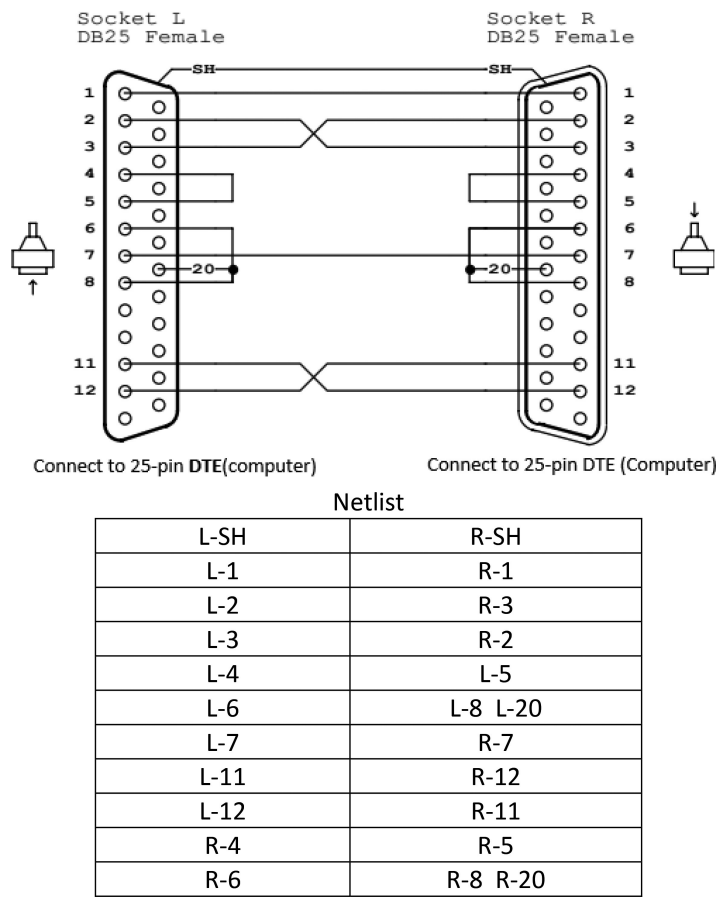 Socket L
DB25 Female
Socket R
DB25 Female
SH SH
1 1
2 2
3 3
4 4
5 5
6 6
7 7
20 20
8 8
11 11
12 12
Connect to 25-pin DTE(computer)
Connect to 25-pin DTE (Computer)
Netlist
L-SH R-SH
L-1 R-1
L-2 R-3
L-3 R-2
L-4 L-5
L-6 L-8 L-20
L-7 R-7
L-11 R-12
L-12 R-11
R-4 R-5
R-6 R-8 R-20